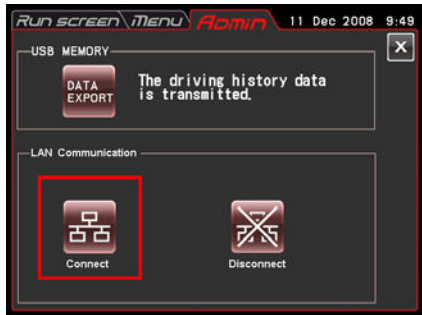 Run screen Menu Admin 11 Dec 2008 9:49
USB MEMORY
X
DATA
EXPORT
The driving history data
is transmitted.
LAN Communication
Connect
Disconnect